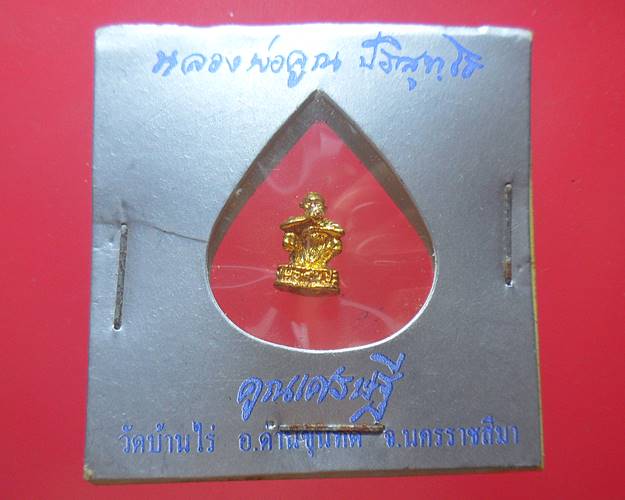 หลวงพ่อคูณ ปริสุทฺโธ
คูณเศรษฐี
วัดบ้านไร่ อ.ด่านขุนทด จ.นครราชสีมา